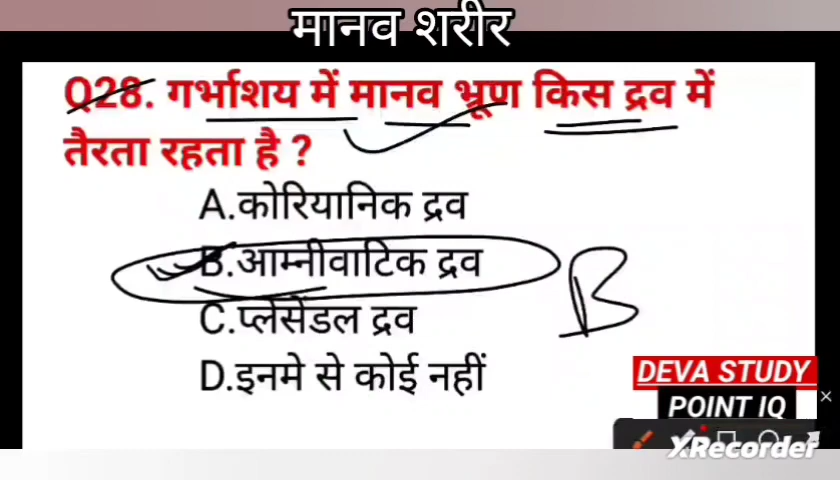 मानव शरीर
Q28. गर्भाशय में मानव भ्रूण किस द्रव में
तैरता रहता है ?
A.कोरियानिक द्रव
B.आम्नीवाटिक द्रव
B
C.प्लेसेंडल द्रव
D.इनमे से कोई नहीं
DEVA STUDY
POINT IQ
XRecorder